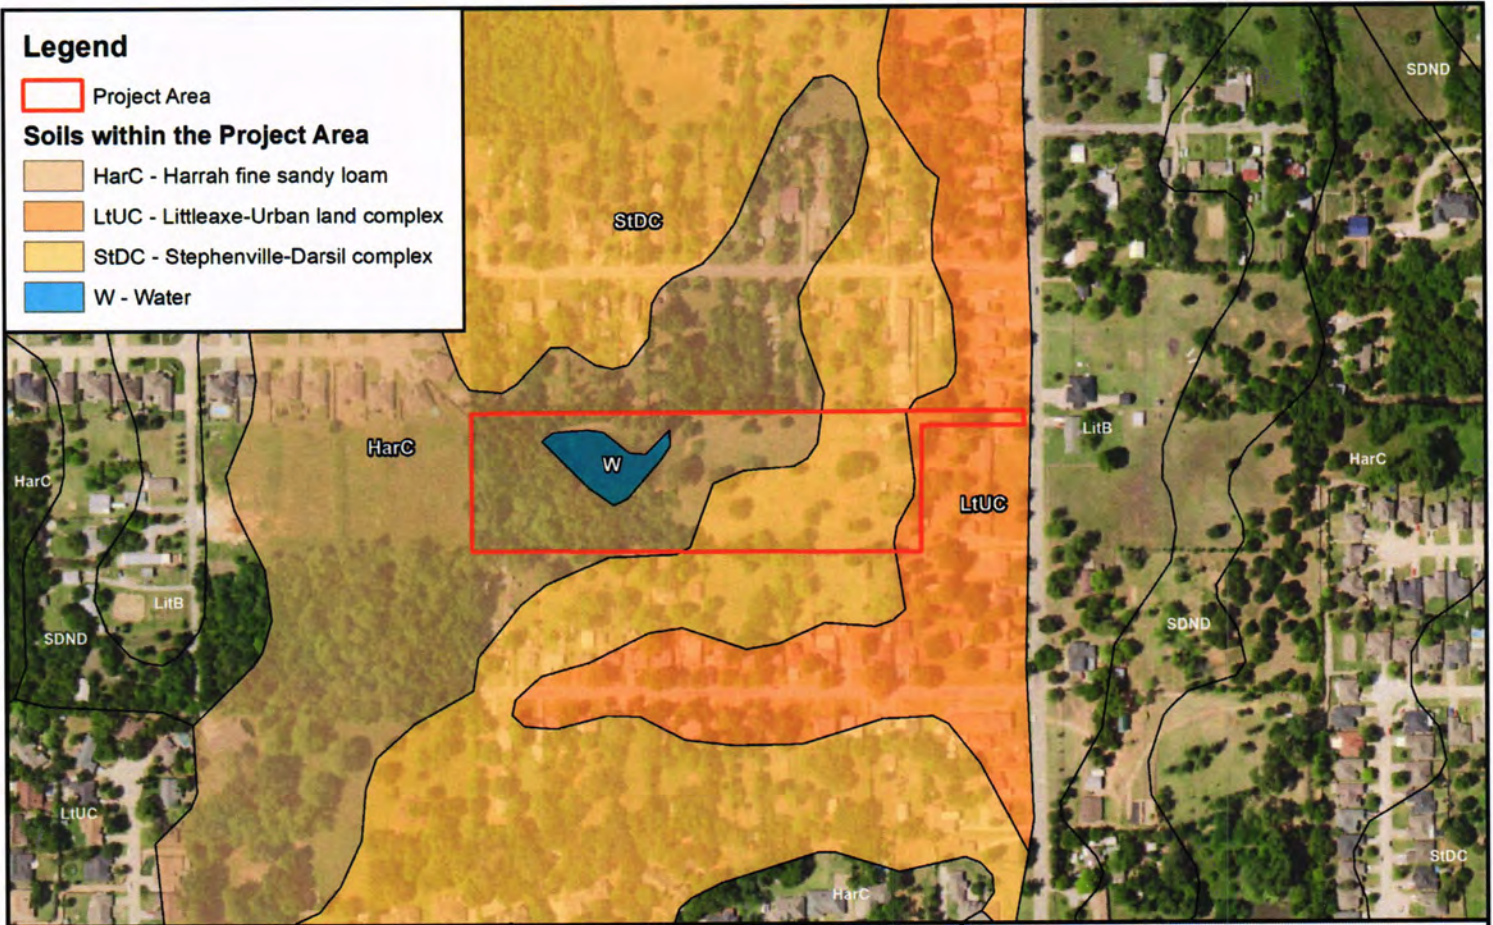 Legend
Project Area
Soils within the Project Area
HarC - Harrah fine sandy loam
LtUC - Littleaxe-Urban land complex
StDC - Stephenville-Darsil complex
W - Water
SDND
StDC
LitB
HarC
W
HarC
HarC
LtUC
LitB
SDND
SDND
LtUC
StDC
HarC